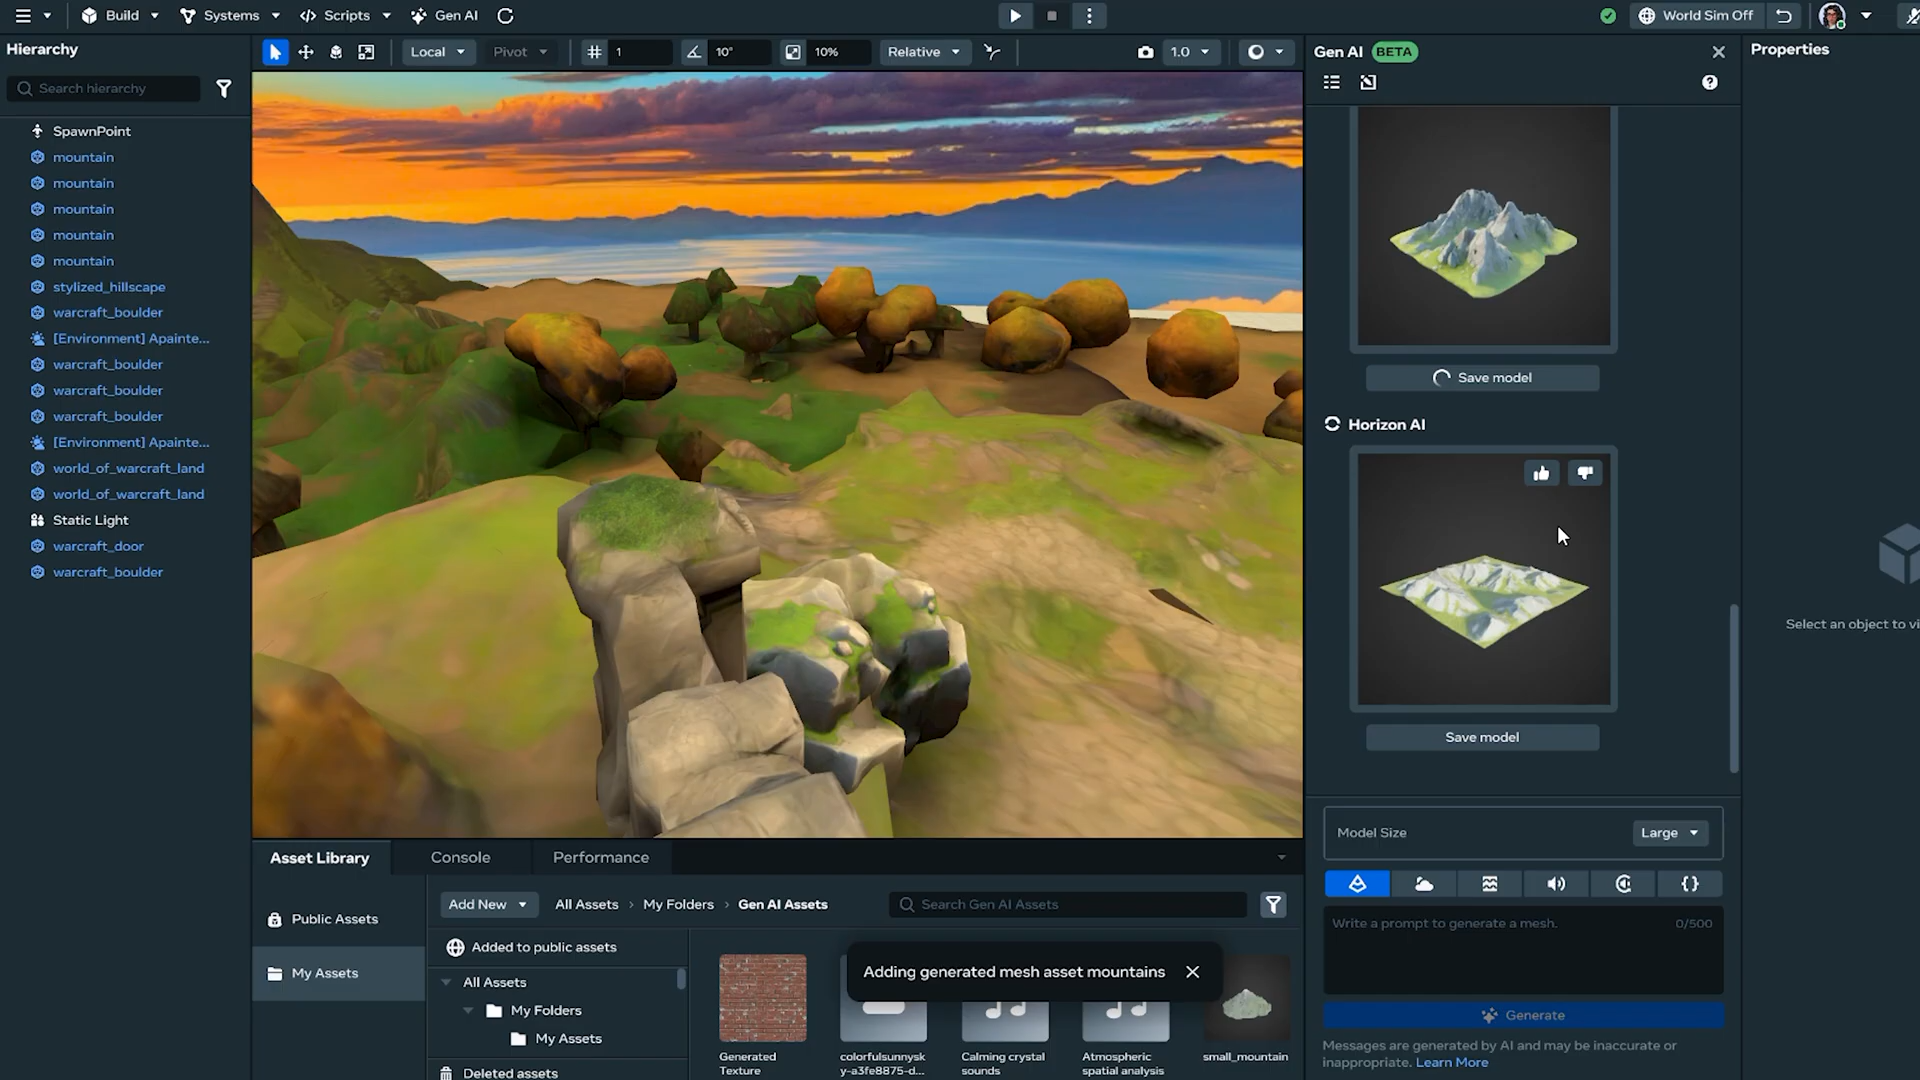 Build
Systems
Scripts
Gen AI
World Sim Off
Hierarchy
Search hierarchy
SpawnPoint
mountain
mountain
mountain
mountain
mountain
stylized_hillscape
warcraft_boulder
[Environment] Apainte...
warcraft_boulder
warcraft_boulder
warcraft_boulder
[Environment] Apainte...
world_of_warcraft_land
world_of_warcraft_land
Static Light
warcraft_door
warcraft_boulder
Local
Pivot
1
10°
10%
Relative
1.0
Gen AI BETA
Save model
Horizon AI
Save model
Model Size
Large
Write a prompt to generate a mesh.
0/500
Generate
Messages are generated by AI and may be inaccurate or
inappropriate. Learn More
Properties
Select an object to vi
Asset Library
Console
Performance
Public Assets
My Assets
Add New
All Assets › My Folders › Gen AI Assets
Search Gen AI Assets
Added to public assets
All Assets
My Folders
My Assets
Deleted assets
Adding generated mesh asset mountains
Generated
Texture
colorfulsunnysk
y-a3fe8875-d...
Calming crystal
sounds
Atmospheric
spatial analysis
small_mountain